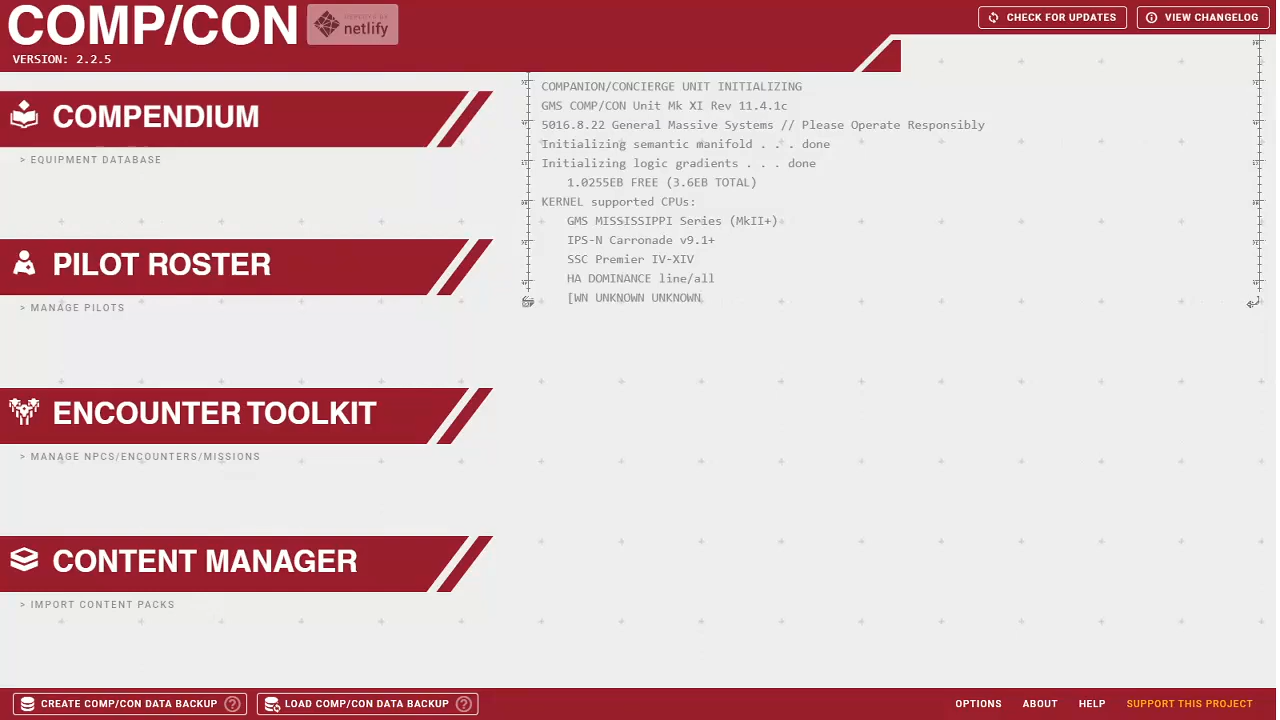 COMP/CON
DEPLOYS BY
netlify
CHECK FOR UPDATES
VIEW CHANGELOG
VERSION: 2.2.5
COMPENDIUM
> EQUIPMENT DATABASE
PILOT ROSTER
> MANAGE PILOTS
ENCOUNTER TOOLKIT
> MANAGE NPCS/ENCOUNTERS/MISSIONS
CONTENT MANAGER
> IMPORT CONTENT PACKS
COMPANION/CONCIERGE UNIT INITIALIZING
GMS COMP/CON Unit Mk XI Rev 11.4.1c
5016.8.22 General Massive Systems // Please Operate Responsibly
Initializing semantic manifold . . . done
Initializing logic gradients . . . done
1.0255EB FREE (3.6EB TOTAL)
KERNEL supported CPUs:
GMS MISSISSIPPI Series (MkII+)
IPS-N Carronade v9.1+
SSC Premier IV-XIV
HA DOMINANCE line/all
[WN UNKNOWN UNKNOWN
CREATE COMP/CON DATA BACKUP ?
LOAD COMP/CON DATA BACKUP ?
OPTIONS
ABOUT
HELP
SUPPORT THIS PROJECT